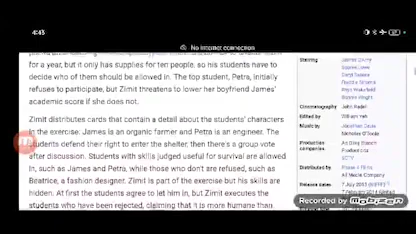 4:43
No internet connection
for a year, but it only has supplies for ten people, so his students have
to decide who of them should be allowed in. The top student, Petra, initially
refuses to participate, but Zimit threatens to lower her boyfriend James'
academic score if she does not.
Zimit distributes cards that contain a detail about the students' characters
in the exercise: James is an organic farmer and Petra is an engineer. The
students defend their right to enter the shelter, then there's a group vote
after discussion. Students with skills judged useful for survival are allowed
in, such as James and Petra, while those who don't are refused, such as
Beatrice, a fashion designer. Zimit is part of the exercise but his skills are
hidden. At first the students agree to let him in, but Zimit executes the
students who have been rejected, claiming that it is more humane than
Starring
Cinematography
Edited by
Music by
Nicholas O'Toole
Production
companies
Distributed by
Release dates
7 July 2013
Recorded by